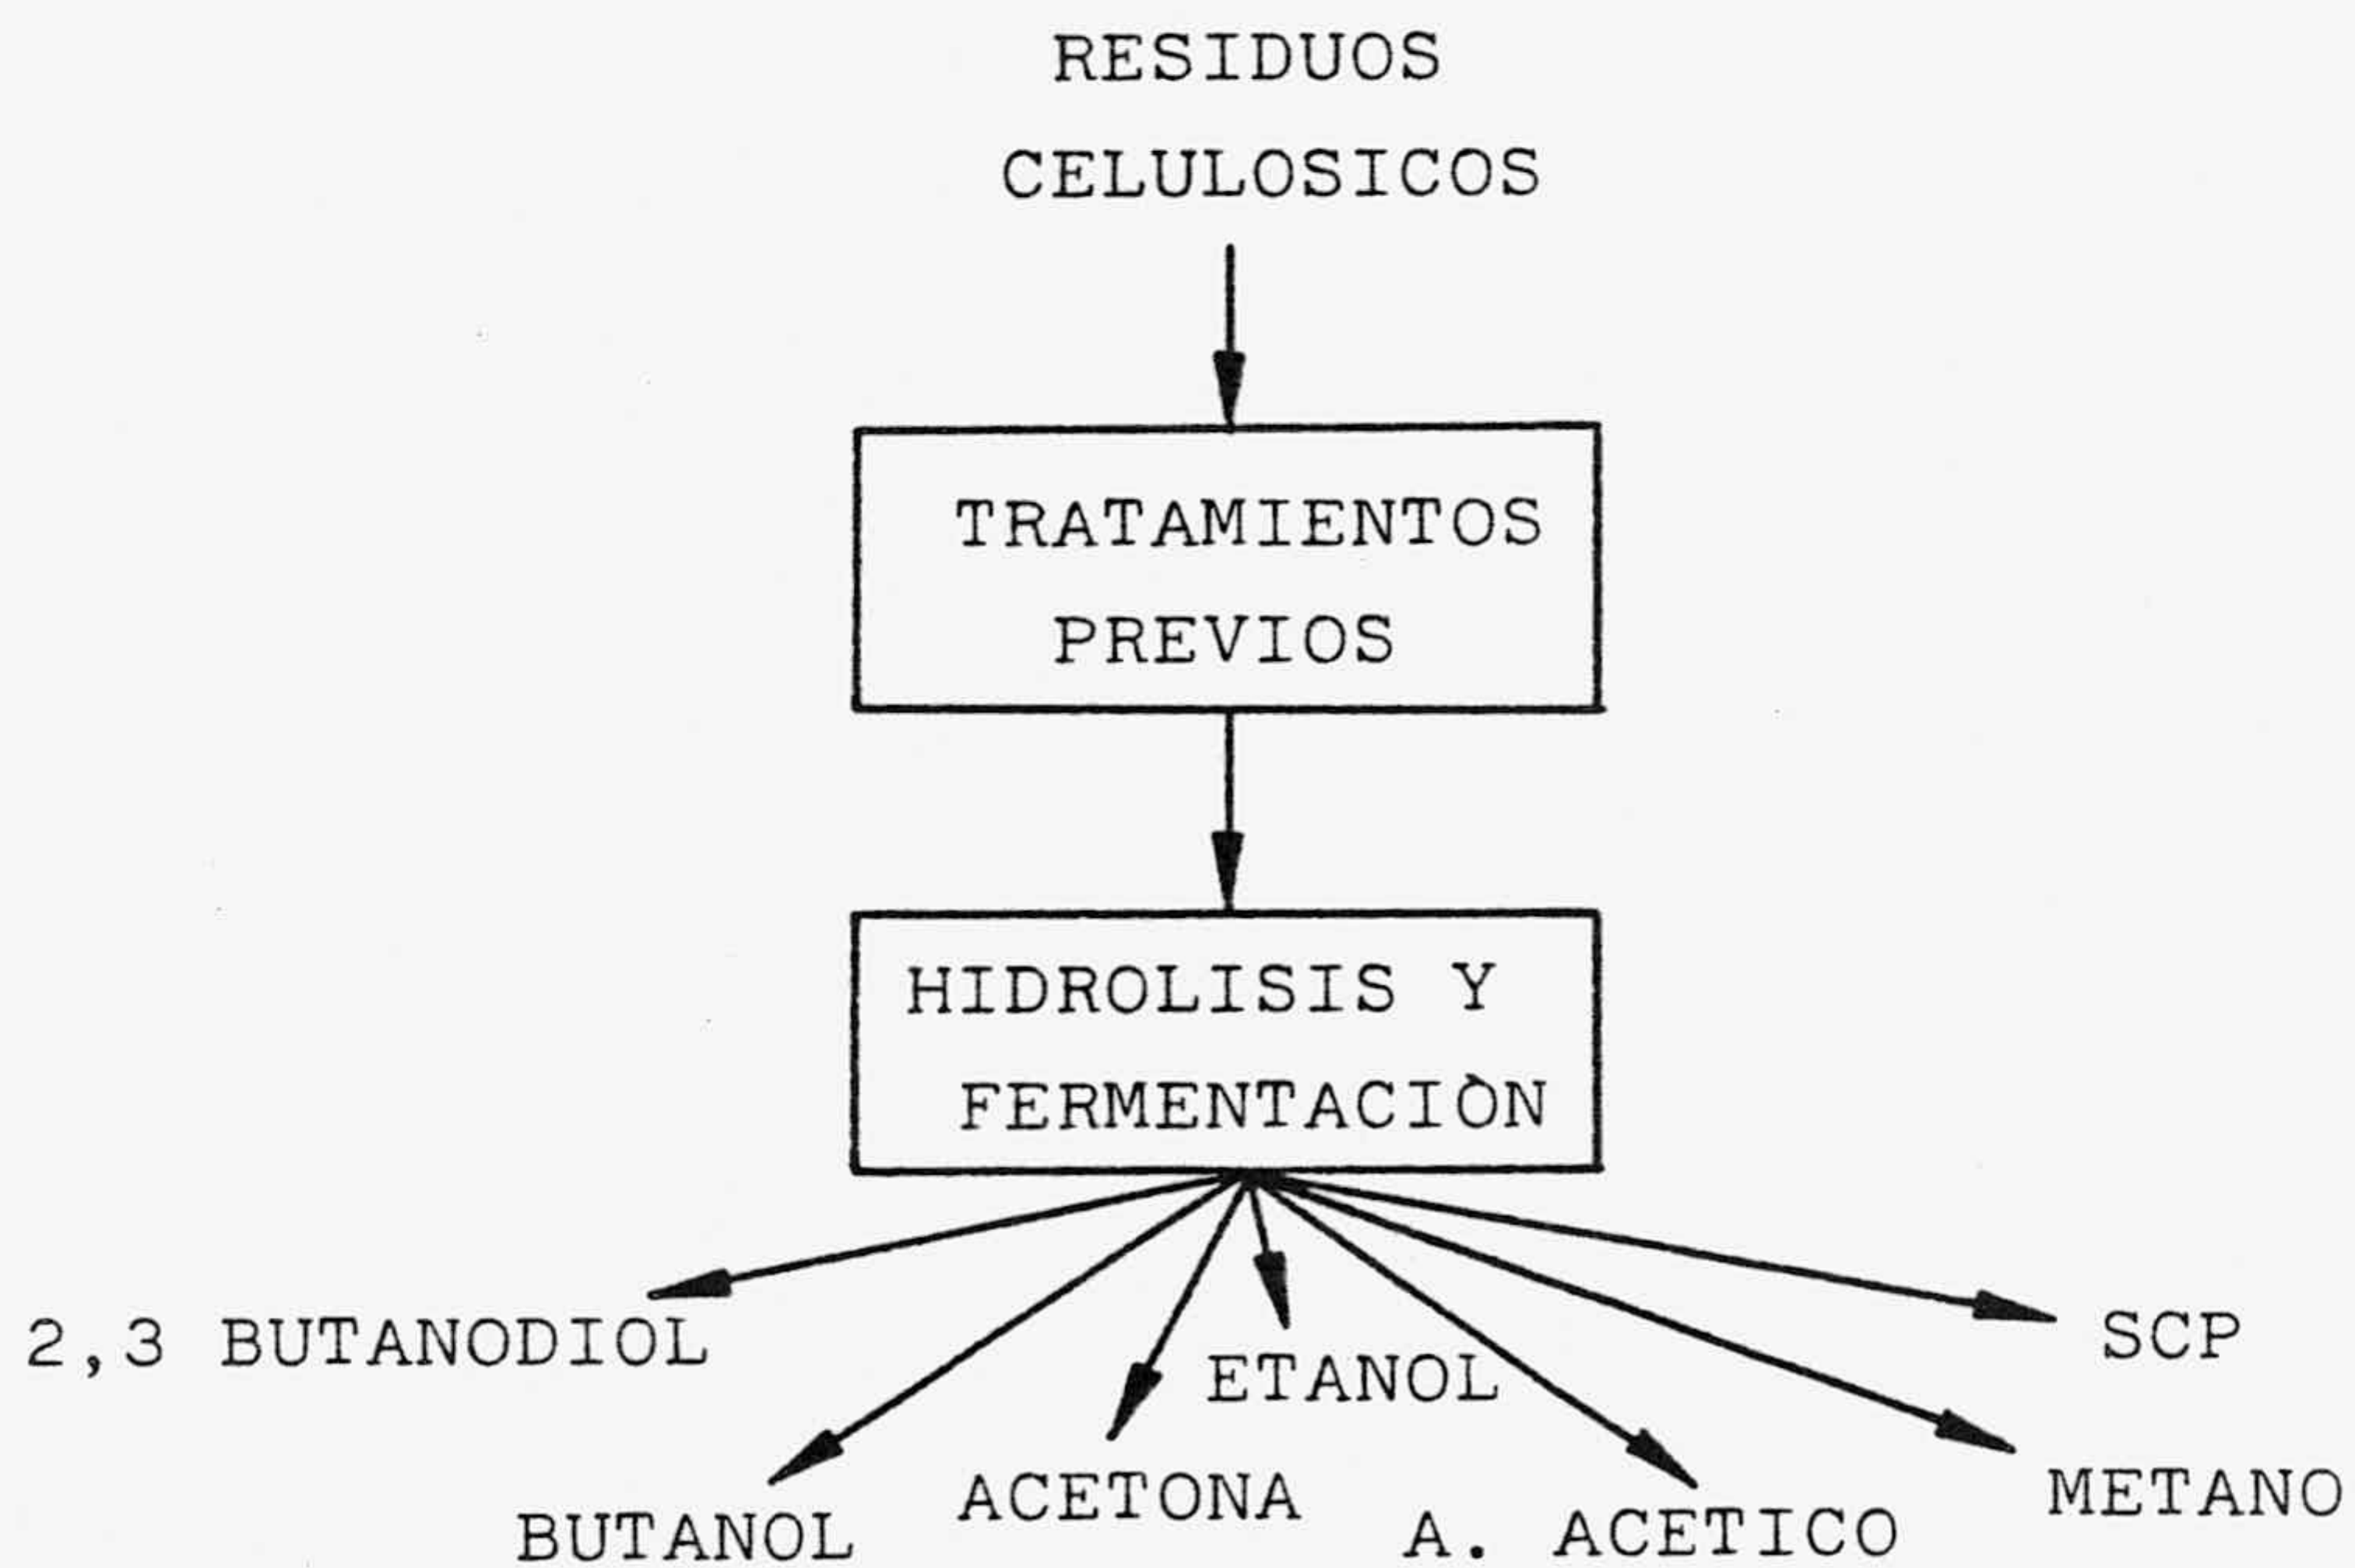 RESIDUOS
CELULOSICOS
TRATAMIENTOS
PREVIOS
HIDROLISIS Y
FERMENTACIÒN
2,3 BUTANODIOL
SCP
ETANOL
METANO
ACETONA
BUTANOL
A. ACETICO